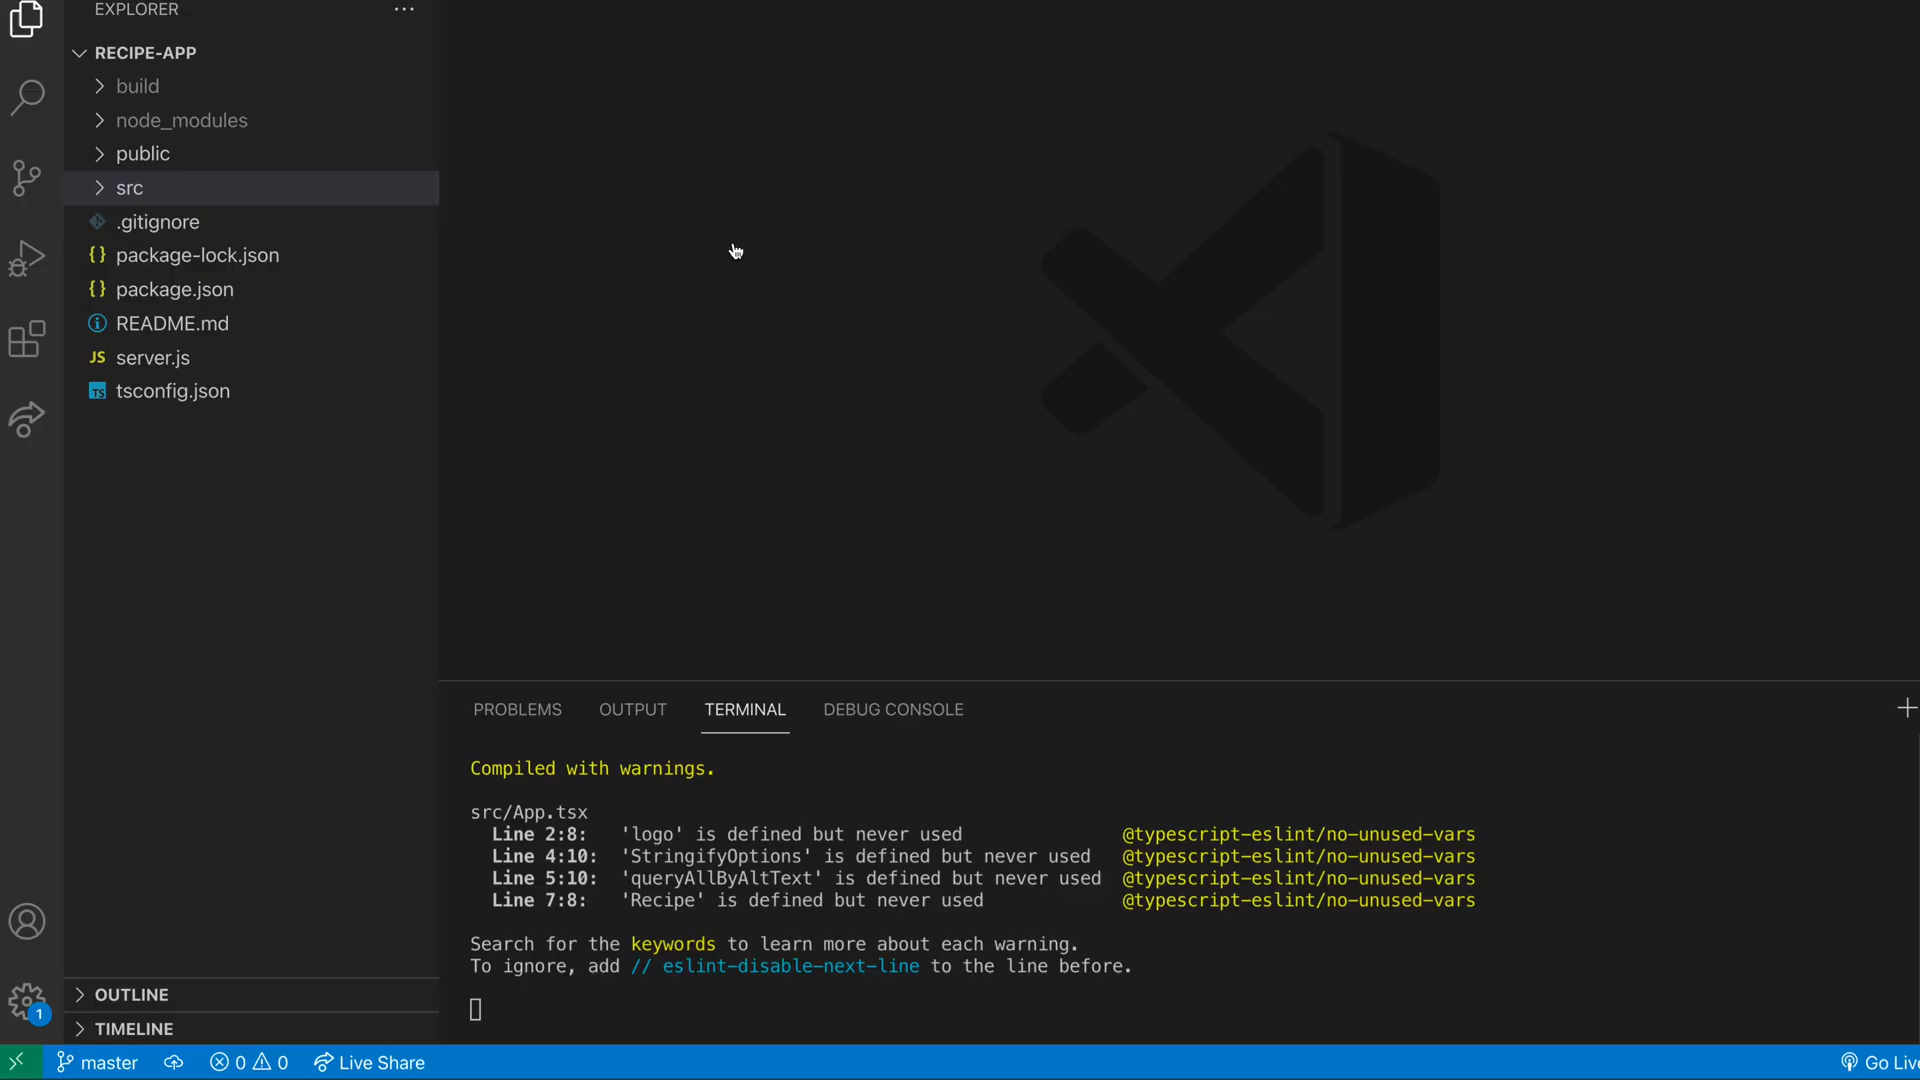 EXPLORER
RECIPE-APP
build
node_modules
public
src
.gitignore
{} package-lock.json
{} package.json
README.md
JS server.js
TS tsconfig.json
OUTLINE
TIMELINE
PROBLEMS OUTPUT TERMINAL DEBUG CONSOLE
Compiled with warnings.
src/App.tsx
Line 2:8: 'logo' is defined but never used @typescript-eslint/no-unused-vars
Line 4:10: 'StringifyOptions' is defined but never used @typescript-eslint/no-unused-vars
Line 5:10: 'queryAllByAltText' is defined but never used @typescript-eslint/no-unused-vars
Line 7:8: 'Recipe' is defined but never used @typescript-eslint/no-unused-vars
Search for the keywords to learn more about each warning.
To ignore, add // eslint-disable-next-line to the line before.
1
master 0 0 Live Share Go Live